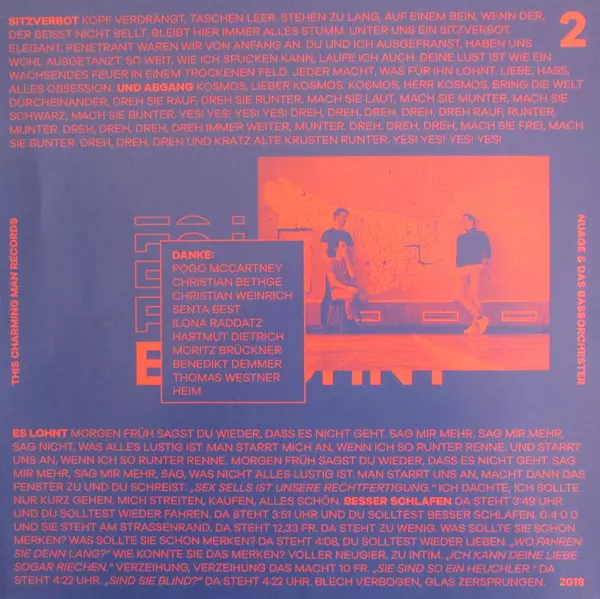 SITZVERBOT KOPF VERDRÄNGT, TASCHEN LEER. STEHEN ZU LANG, AUF EINEM BEIN, WENN DER,
DER BEISST NICHT BELLT. BLEIBT HIER IMMER ALLES STUMM. UNTER UNS EIN SITZVERBOT.
ELEGANT, PENETRANT WAREN WIR VON ANFANG AN. DU UND ICH AUSGEFRANST, HABEN UNS
WOHL AUSGETANZT. SO WEIT, WIE ICH SPUCKEN KANN, LAUFE ICH AUCH. DEINE LUST IST WIE EIN
WACHSENDES FEUER IN EINEM TROCKENEN FELD. JEDER MACHT, WAS FÜR IHN LOHNT. LIEBE, HASS,
ALLES OBSESSION. UND ABGANG KOSMOS, LIEBER KOSMOS. KOSMOS, HERR KOSMOS, BRING DIE WELT
DURCHEINANDER, DREH SIE RAUF, DREH SIE RUNTER, MACH SIE LAUT, MACH SIE MUNTER. MACH SIE
SCHWARZ, MACH SIE BUNTER. YES! YES! YES! YES! DREH, DREH, DREH, DREH. DREH RAUF, RUNTER,
MUNTER. DREH, DREH, DREH, DREH IMMER WEITER, MUNTER. DREH, DREH, DREH, MACH SIE FREI, MACH
SIE BUNTER. DREH, DREH, DREH UND KRATZ ALTE KRUSTEN RUNTER. YES! YES! YES! YES!
2
THIS CHARMING MAN RECORDS
DANKE:
POGO MCCARTNEY
CHRISTIAN BETHGE
CHRISTIAN WEINRICH
SENTA BEST
ILONA RADDATZ
HARTMUT DIETRICH
MORITZ BRÜCKNER
BENEDIKT DEMMER
THOMAS WESTNER
HEIM
NUAGE & DAS BASSORCHESTER
ES LOHNT MORGEN FRÜH SAGST DU WIEDER, DASS ES NICHT GEHT. SAG MIR MEHR, SAG MIR MEHR,
SAG NICHT, WAS ALLES LUSTIG IST. MAN STARRT MICH AN, WENN ICH SO RUNTER RENNE. UND STARRT
UNS AN, WENN ICH SO RUNTER RENNE. MORGEN FRÜH SAGST DU WIEDER, DASS ES NICHT GEHT. SAG
MIR MEHR, SAG MIR MEHR, SAG, WAS NICHT ALLES LUSTIG IST. MAN STARRT UNS AN, MACHT DANN DAS
FENSTER ZU UND DU SCHREIST: „SEX SELLS IST UNSERE RECHTFERTIGUNG.“ ICH DACHTE, ICH SOLLTE
NUR KURZ GEHEN. MICH STREITEN, KAUFEN, ALLES SCHÖN. BESSER SCHLAFEN DA STEHT 3:49 UHR
UND DU SOLLTEST WIEDER FAHREN. DA STEHT 3:51 UHR UND DU SOLLTEST BESSER SCHLAFEN. 0 4 0 0
UND SIE STEHT AM STRASSENRAND. DA STEHT 12,33 FR. DA STEHT ZU WENIG. WAS SOLLTE SIE SCHON
MERKEN? WAS SOLLTE SIE SCHON MERKEN? DA STEHT 4:08, DU SOLLTEST WIEDER LIEBEN. „WO FAHREN
SIE DENN LANG?“ WIE KONNTE SIE DAS MERKEN? VOLLER NEUGIER, ZU INTIM. „ICH KANN DEINE LIEBE
SOGAR RIECHEN.“ VERZEIHUNG, VERZEIHUNG DAS MACHT 10 FR. „SIE SIND SO EIN HEUCHLER.“ DA
STEHT 4:22 UHR. „SIND SIE BLIND?“ DA STEHT 4:22 UHR. BLECH VERBOGEN, GLAS ZERSPRUNGEN.
2018